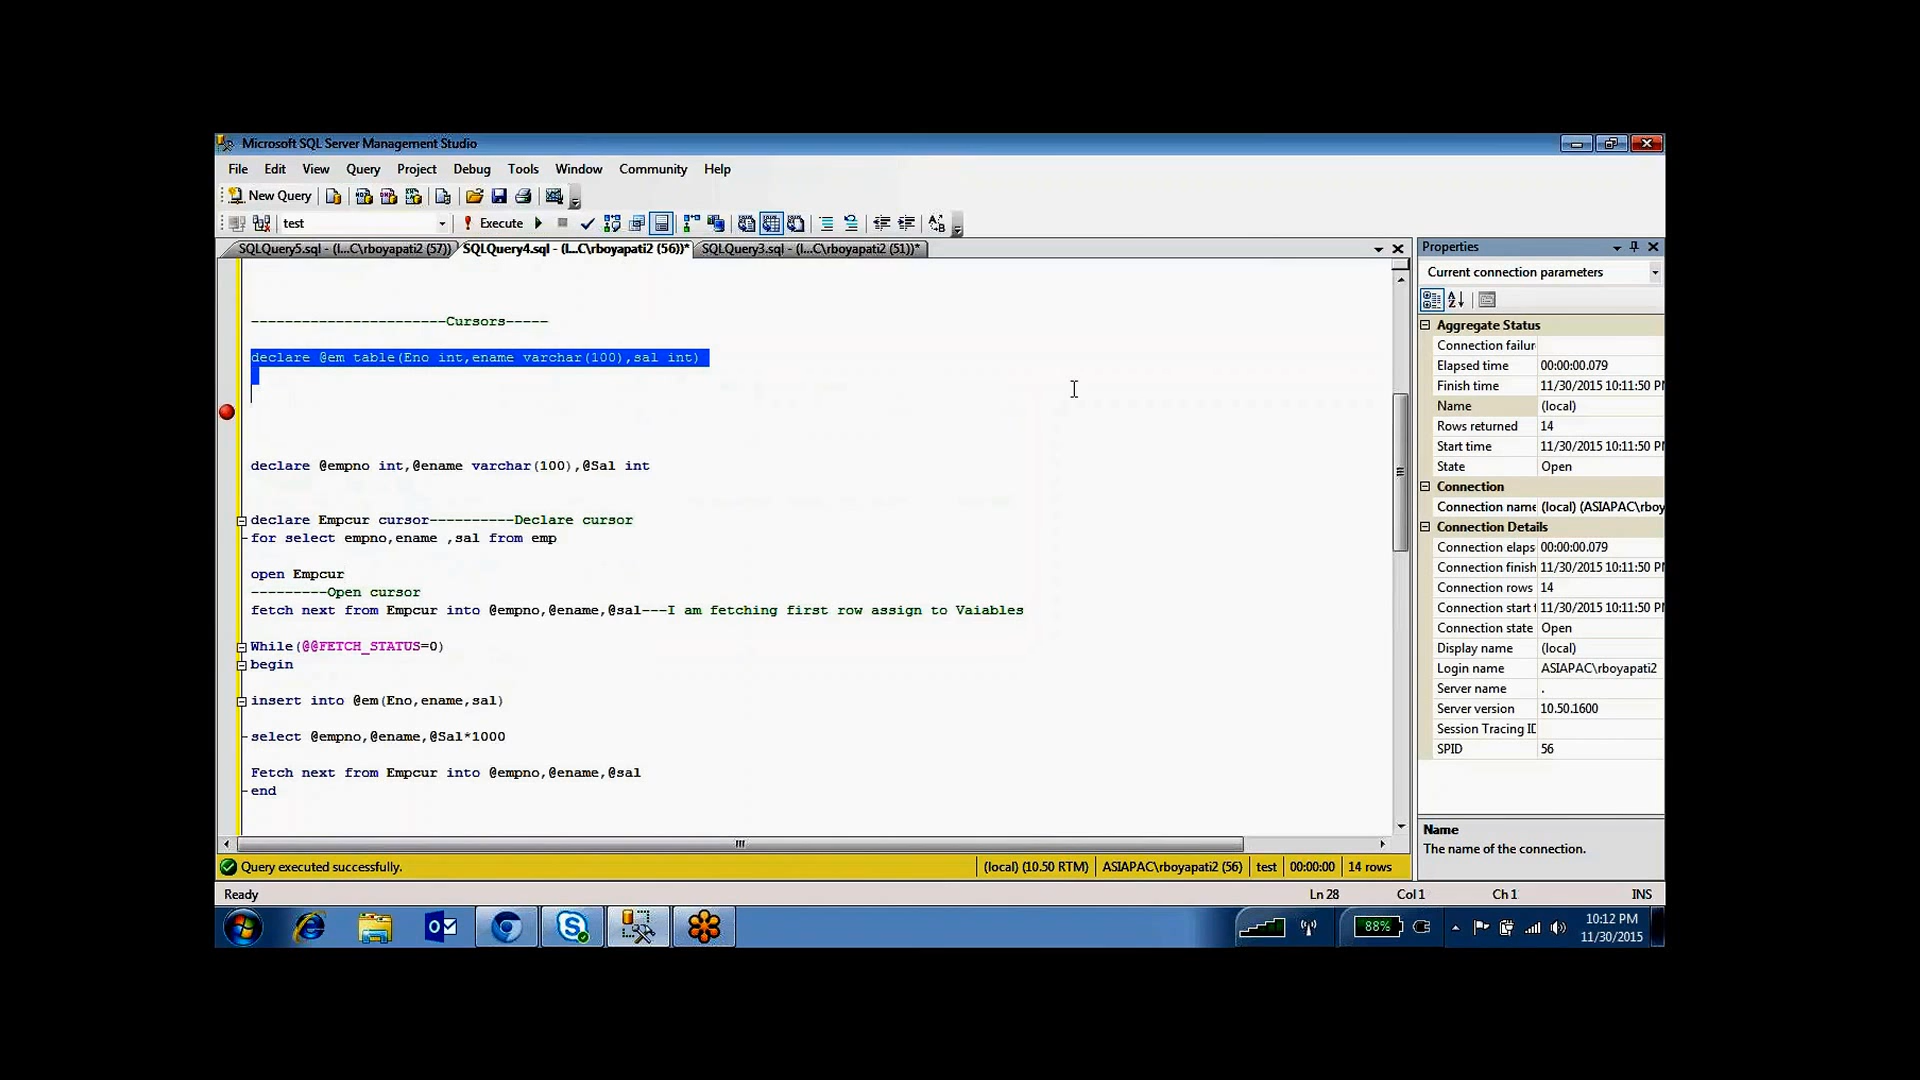 Microsoft SQL Server Management Studio
File Edit View Query Project Debug Tools Window Community Help
New Query
test Execute
SQLQuery5.sql - (l...C\rboyapati2 (57)) SQLQuery4.sql - (l...C\rboyapati2 (56))* SQLQuery3.sql - (l...C\rboyapati2 (51))*
-----------------------Cursors-----
declare @em table(Eno int,ename varchar(100),sal int)
declare @empno int,@ename varchar(100),@Sal int
declare Empcur cursor----------Declare cursor
for select empno,ename ,sal from emp
open Empcur
---------Open cursor
fetch next from Empcur into @empno,@ename,@sal---I am fetching first row assign to Vaiables
While(@@FETCH_STATUS=0)
begin
insert into @em(Eno,ename,sal)
select @empno,@ename,@Sal*1000
Fetch next from Empcur into @empno,@ename,@sal
end
Properties
Current connection parameters
Aggregate Status
Connection failur
Elapsed time 00:00:00.079
Finish time 11/30/2015 10:11:50 PM
Name (local)
Rows returned 14
Start time 11/30/2015 10:11:50 PM
State Open
Connection
Connection name (local) (ASIAPAC\rboy
Connection Details
Connection elaps 00:00:00.079
Connection finish 11/30/2015 10:11:50 PM
Connection rows 14
Connection start t 11/30/2015 10:11:50 PM
Connection state Open
Display name (local)
Login name ASIAPAC\rboyapati2
Server name .
Server version 10.50.1600
Session Tracing ID
SPID 56
Name
The name of the connection.
Query executed successfully. (local) (10.50 RTM) ASIAPAC\rboyapati2 (56) test 00:00:00 14 rows
Ready Ln 28 Col 1 Ch 1 INS
88% 10:12 PM
11/30/2015